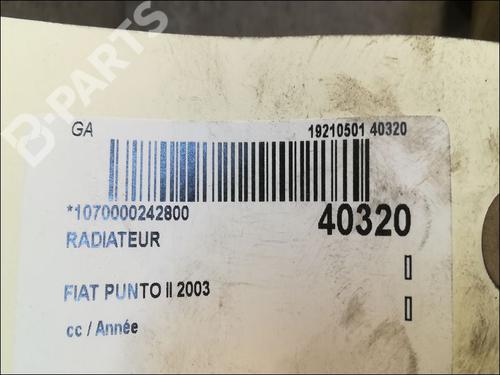 B-PARTS
GA 19210501 40320
*1070000242800 40320
RADIATEUR
FIAT PUNTO II 2003
cc / Année